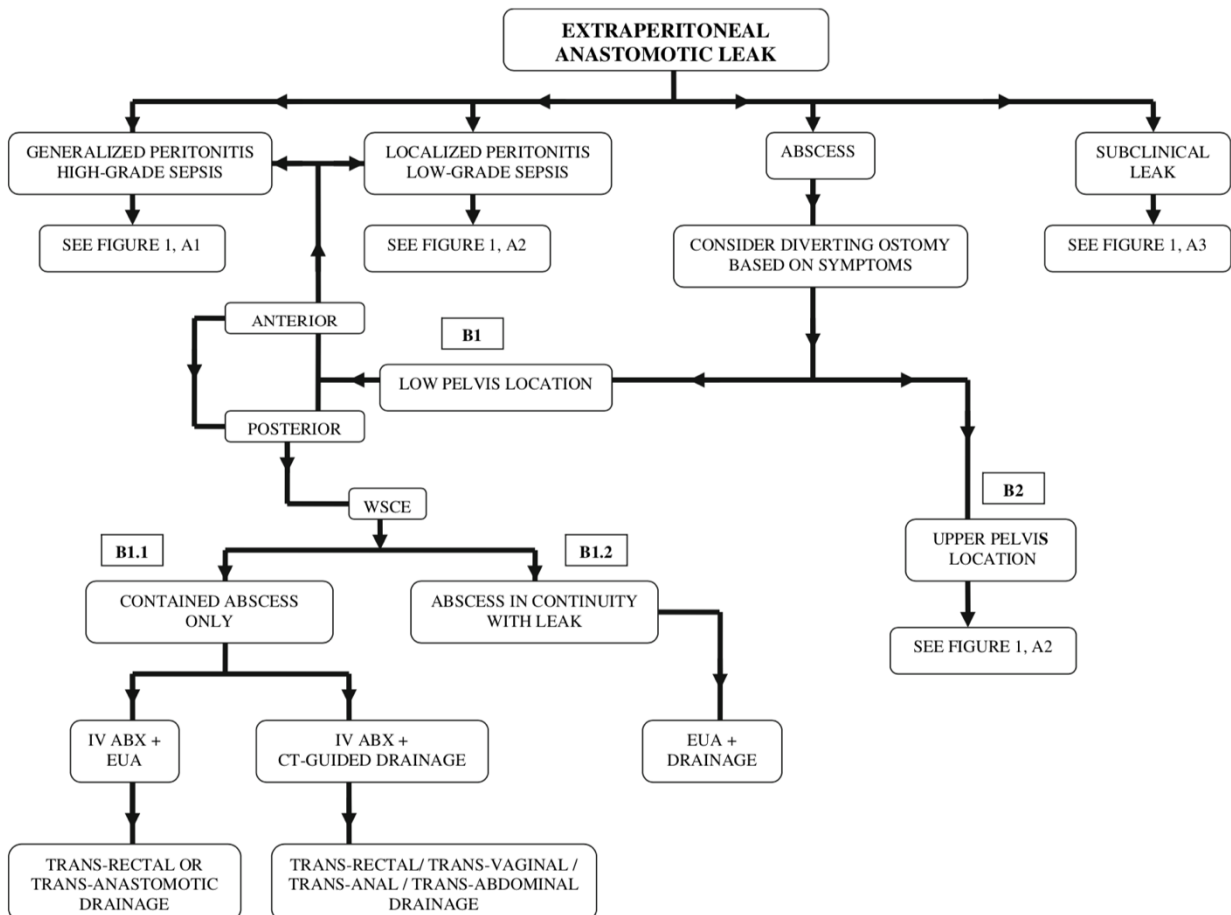 EXTRAPERITONEAL
ANASTOMOTIC LEAK
GENERALIZED PERITONITIS
HIGH-GRADE SEPSIS
LOCALIZED PERITONITIS
LOW-GRADE SEPSIS
ABSCESS
SUBCLINICAL
LEAK
SEE FIGURE 1, A1
SEE FIGURE 1, A2
CONSIDER DIVERTING OSTOMY
BASED ON SYMPTOMS
SEE FIGURE 1, A3
ANTERIOR
B1
LOW PELVIS LOCATION
POSTERIOR
WSCE
B2
UPPER PELVIS
LOCATION
B1.1
B1.2
CONTAINED ABSCESS
ONLY
ABSCESS IN CONTINUITY
WITH LEAK
SEE FIGURE 1, A2
IV ABX +
EUA
IV ABX +
CT-GUIDED DRAINAGE
EUA +
DRAINAGE
TRANS-RECTAL OR
TRANS-ANASTOMOTIC
DRAINAGE
TRANS-RECTAL/ TRANS-VAGINAL /
TRANS-ANAL / TRANS-ABDOMINAL
DRAINAGE